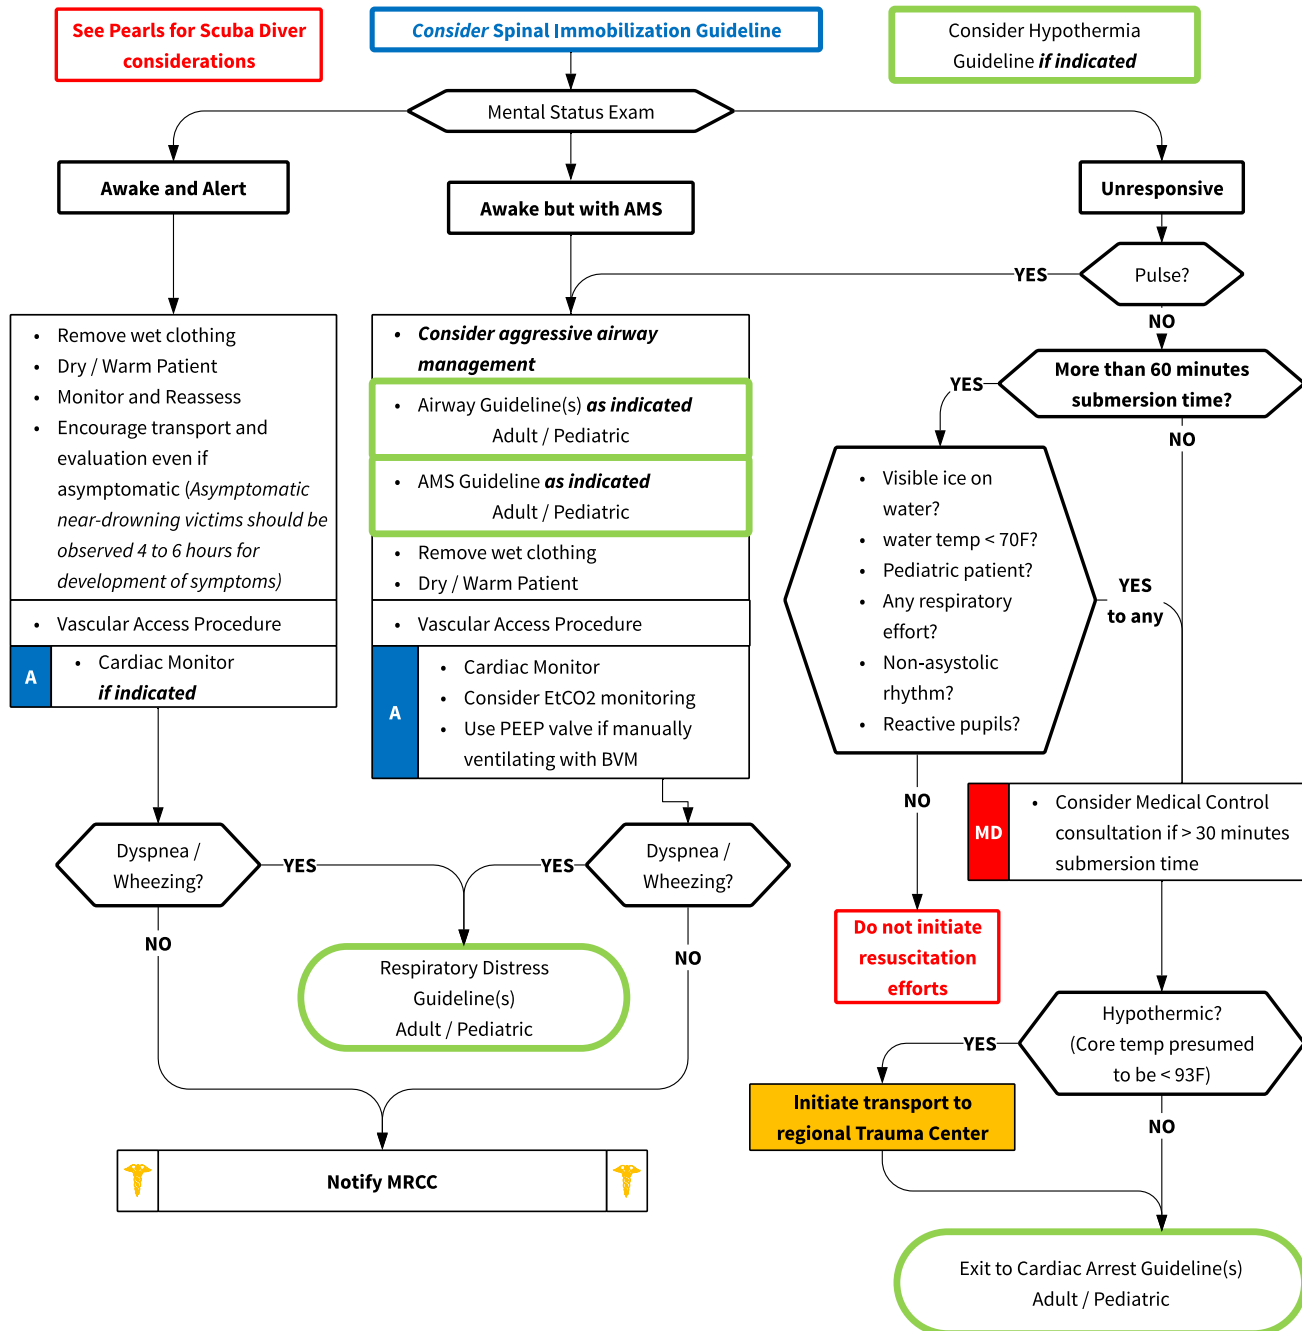 See Pearls for Scuba Diver
considerations
Consider Spinal Immobilization Guideline
Consider Hypothermia
Guideline if indicated
Mental Status Exam
Awake and Alert
Awake but with AMS
Unresponsive
Pulse?
YES
NO
• Remove wet clothing
• Dry / Warm Patient
• Monitor and Reassess
• Encourage transport and
evaluation even if
asymptomatic (Asymptomatic
near-drowning victims should be
observed 4 to 6 hours for
development of symptoms)
• Vascular Access Procedure
A
• Cardiac Monitor
if indicated
• Consider aggressive airway
management
• Airway Guideline(s) as indicated
Adult / Pediatric
• AMS Guideline as indicated
Adult / Pediatric
• Remove wet clothing
• Dry / Warm Patient
• Vascular Access Procedure
A
• Cardiac Monitor
• Consider EtCO2 monitoring
• Use PEEP valve if manually
ventilating with BVM
More than 60 minutes
submersion time?
YES
NO
• Visible ice on
water?
• water temp < 70F?
• Pediatric patient?
• Any respiratory
effort?
• Non-asystolic
rhythm?
• Reactive pupils?
YES
to any
NO
MD
• Consider Medical Control
consultation if > 30 minutes
submersion time
Dyspnea /
Wheezing?
YES
NO
Dyspnea /
Wheezing?
YES
NO
Respiratory Distress
Guideline(s)
Adult / Pediatric
Do not initiate
resuscitation
efforts
Hypothermic?
(Core temp presumed
to be < 93F)
YES
NO
Initiate transport to
regional Trauma Center
Notify MRCC
Exit to Cardiac Arrest Guideline(s)
Adult / Pediatric